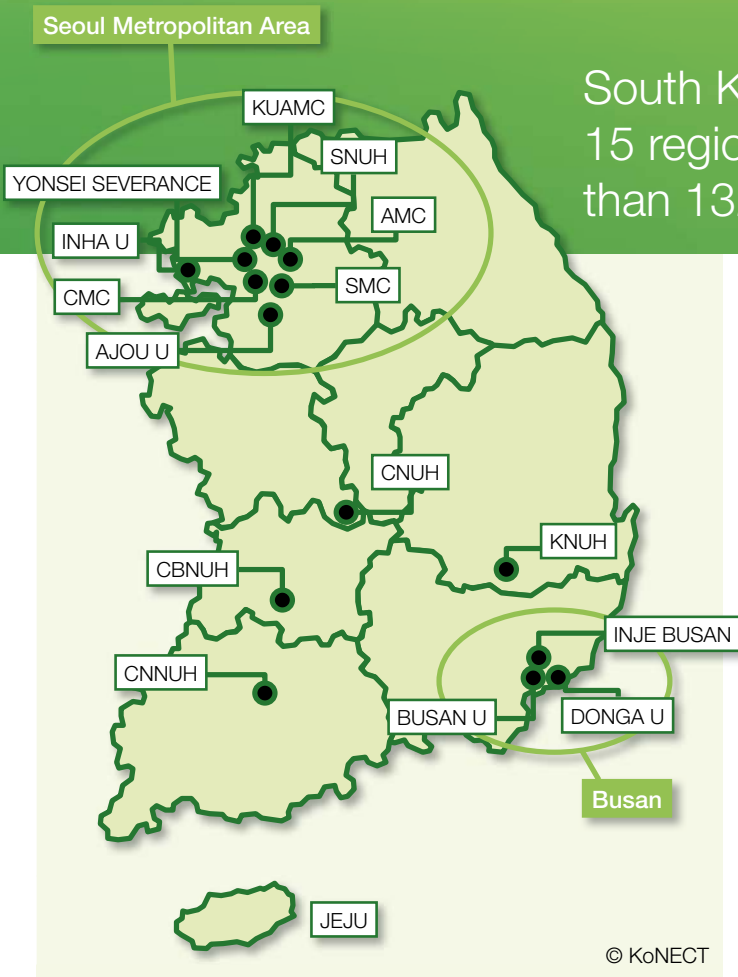 Seoul Metropolitan Area
South K
15 regio
than 13
KUAMC
SNUH
YONSEI SEVERANCE
AMC
INHA U
CMC
SMC
AJOU U
CNUH
KNUH
CBNUH
INJE BUSAN
CNNUH
BUSAN U
DONGA U
Busan
JEJU
© KoNECT